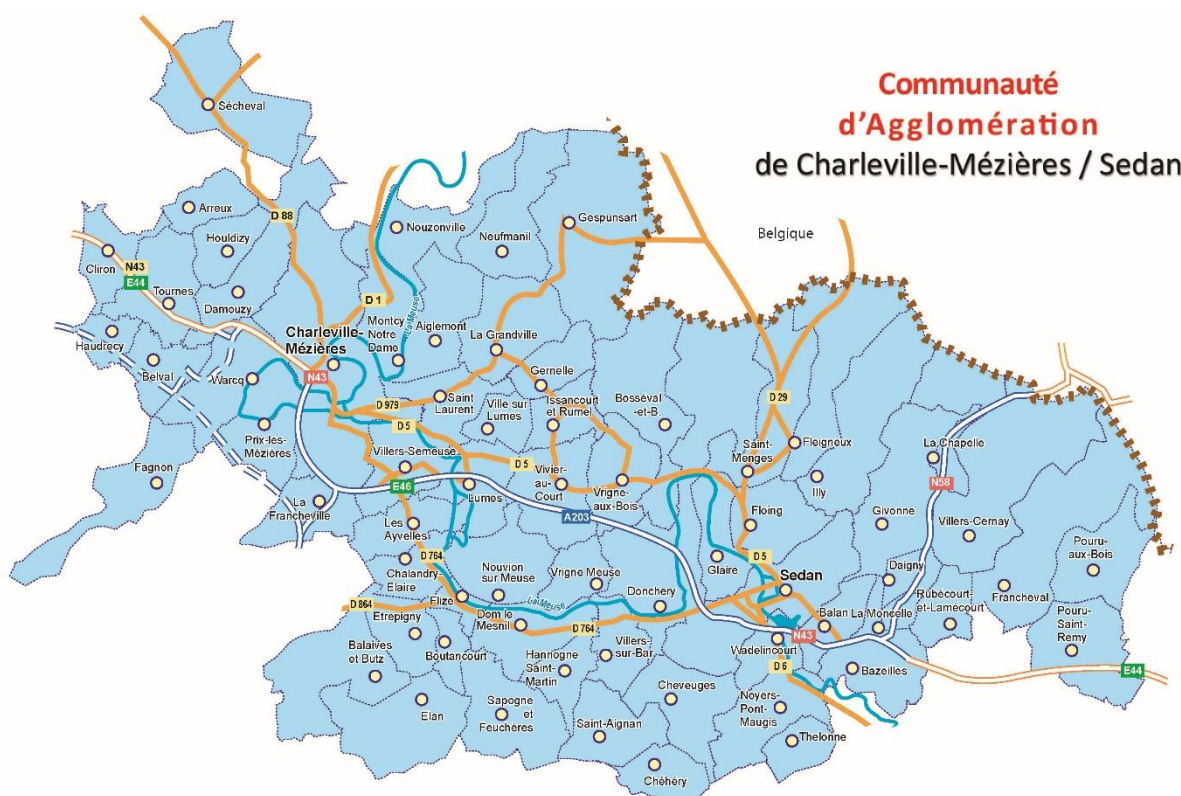 Communauté
d'Agglomération
de Charleville-Mézières / Sedan
Sécheval
Arreux
D 88
Houldizy
Nouzonville
Neufmanil
Gespunsart
Belgique
Cliron
N43
E44
Tournes
Damouzy
D 1
La Meuse
Haudrecy
Charleville-
Mézières
Montcy
Notre
Dame
Aiglemont
La Grandville
Belval
Warcq
N43
Gernelle
D 979
Saint
Laurent
Ville sur
Lumes
Issancourt
et Rumel
Bosséval
et-B.
D 29
Prix-les-
Mézières
D 5
Fleigneux
La Chapelle
Villers-Semeuse
D 5
Saint-
Menges
Fagnon
E46
Lumes
Vivier-
au-
Court
Vrigne-
aux-Bois
Illy
N58
La
Francheville
A203
Givonne
Villers-Cernay
Les
Ayvelles
Floing
D 764
Chalandry-
Elaire
Nouvion
sur Meuse
Vrigne Meuse
Glaire
D 5
Daigny
Pouru-
aux-Bois
Flize
La Meuse
Donchery
Sedan
Rubécourt-
et-Lamécourt
Francheval
D 864
Etrepigny
Dom le
Mesnil
D 764
Balan
La Moncelle
Pouru-
Saint-
Remy
N43
Balaives
et Butz
Boutancourt
Hannogne
Saint-
Martin
Villers-
sur-Bar
Wadelincourt
D 6
Bazeilles
E44
Elan
Sapogne
et
Feuchères
Cheveuges
Noyers-
Pont-
Maugis
Saint-Aignan
Thelonne
Chéhéry